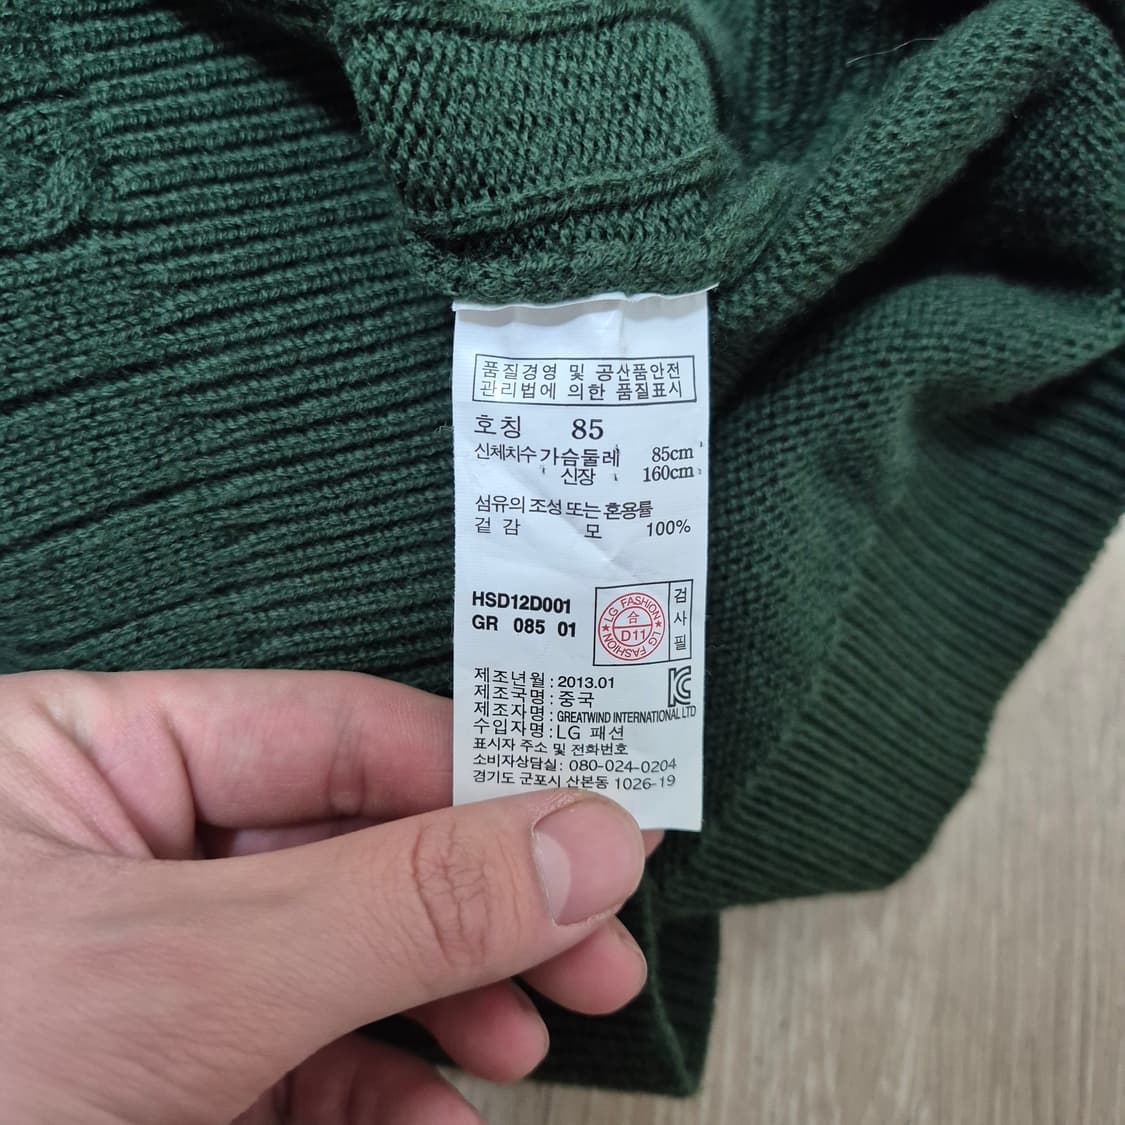 품질경영 및 공산품안전
관리법에 의한 품질표시
호칭 85
신체치수 가슴둘레 85cm
신장 160cm
섬유의 조성 또는 혼용률
겉감 모 100%
HSD12D001
GR 085 01
LG FASHION ★ LG FASHION ★
合
D11
검사필
제조년월 : 2013.01
제조국명 : 중국
제조자명 : GREATWIND INTERNATIONAL LTD
수입자명 : LG 패션
표시자 주소 및 전화번호
소비자상담실: 080-024-0204
경기도 군포시 산본동 1026-19